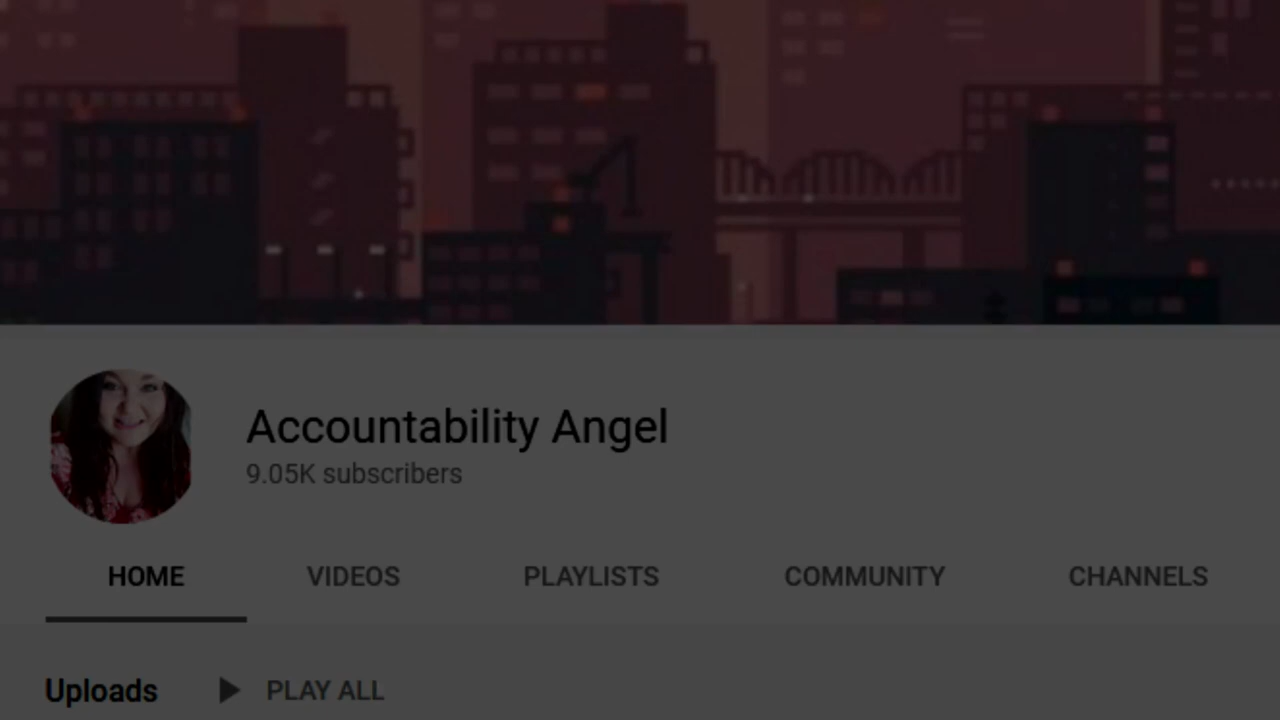 Accountability Angel
9.05K subscribers
HOME VIDEOS PLAYLISTS COMMUNITY CHANNELS
Uploads PLAY ALL